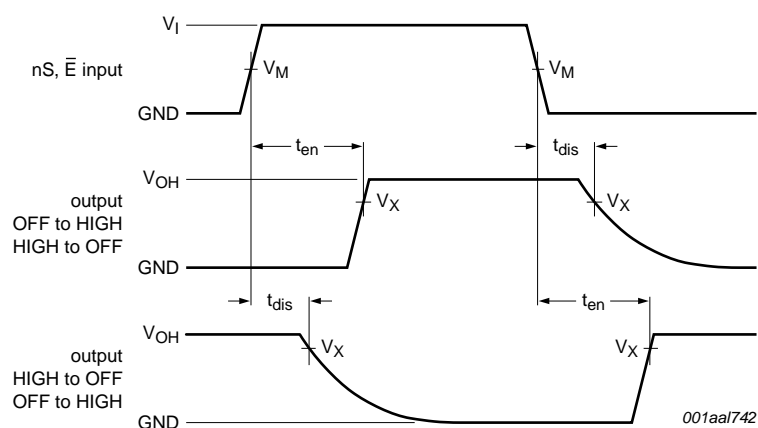 V_I
nS, E̅ input
V_M
V_M
GND
t_en
t_dis
V_OH
output
OFF to HIGH
HIGH to OFF
V_X
V_X
GND
t_dis
t_en
V_OH
output
HIGH to OFF
OFF to HIGH
V_X
V_X
GND
001aal742